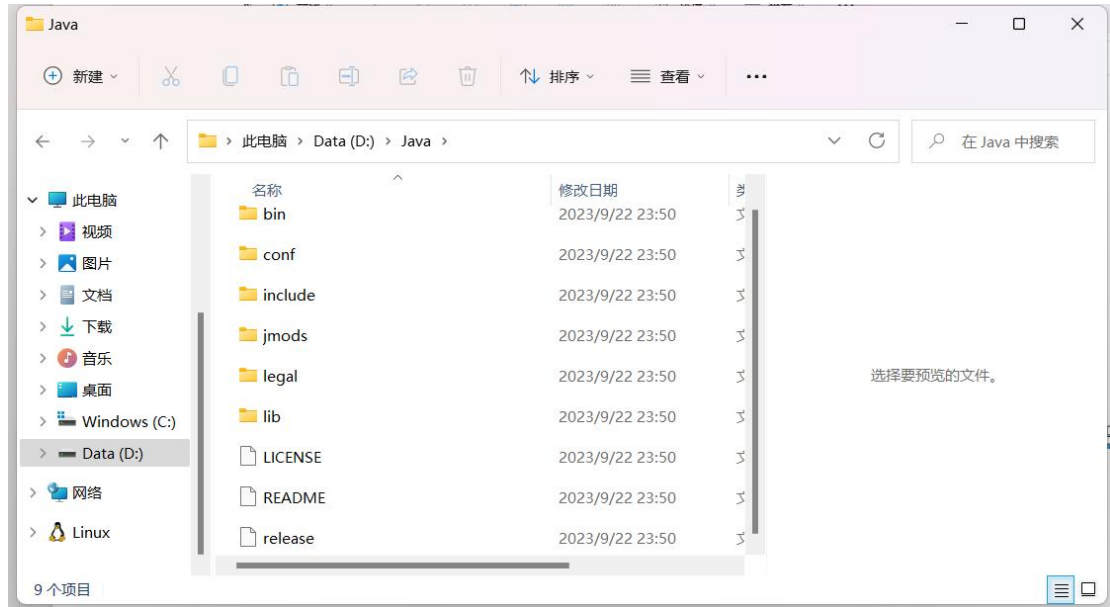 Java
新建
排序
查看
此电脑 Data (D:) Java
在 Java 中搜索
名称 修改日期
此电脑
视频
图片
文档
下载
音乐
桌面
Windows (C:)
Data (D:)
网络
Linux
bin 2023/9/22 23:50
conf 2023/9/22 23:50
include 2023/9/22 23:50
jmods 2023/9/22 23:50
legal 2023/9/22 23:50
lib 2023/9/22 23:50
LICENSE 2023/9/22 23:50
README 2023/9/22 23:50
release 2023/9/22 23:50
选择要预览的文件。
9 个项目